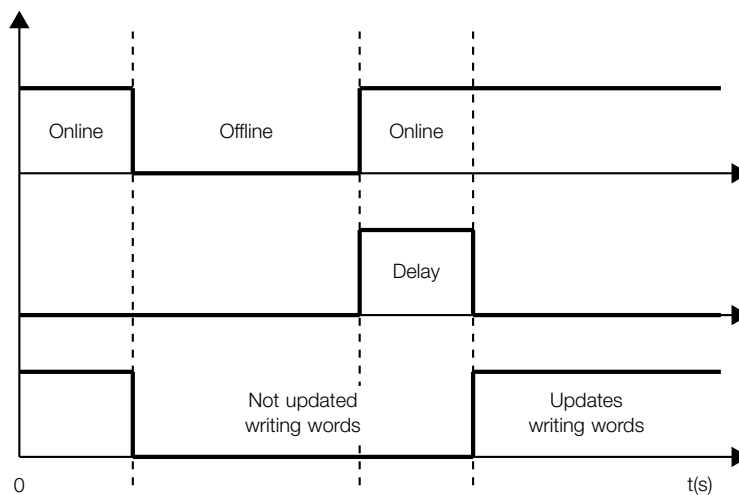 Online
Offline
Online
Delay
Not updated
writing words
Updates
writing words
0
t(s)